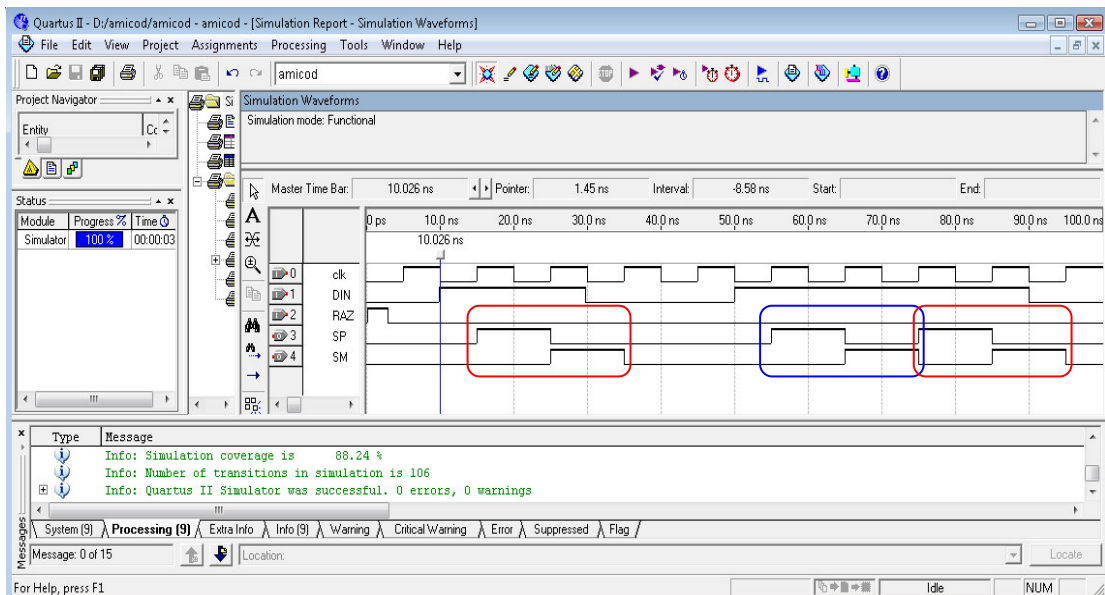 Quartus II - D:/amicod/amicod - amicod - [Simulation Report - Simulation Waveforms]
File Edit View Project Assignments Processing Tools Window Help
amicod
Project Navigator
Entity
Status
Module Progress % Time
Simulator 100 % 00:00:03
Si
Simulation Waveforms
Simulation mode: Functional
Master Time Bar: 10.026 ns Pointer: 1.45 ns Interval: -8.58 ns Start: End:
0 ps 10.0 ns 20.0 ns 30.0 ns 40.0 ns 50.0 ns 60.0 ns 70.0 ns 80.0 ns 90.0 ns 100.0 ns
10.026 ns
A
0 clk
1 DIN
2 RAZ
3 SP
4 SM
Type Message
Info: Simulation coverage is 88.24 %
Info: Number of transitions in simulation is 106
Info: Quartus II Simulator was successful. 0 errors, 0 warnings
System (9) Processing (9) Extra Info Info (9) Warning Critical Warning Error Suppressed Flag
Messages
Message: 0 of 15 Location: Locate
For Help, press F1 Idle NUM